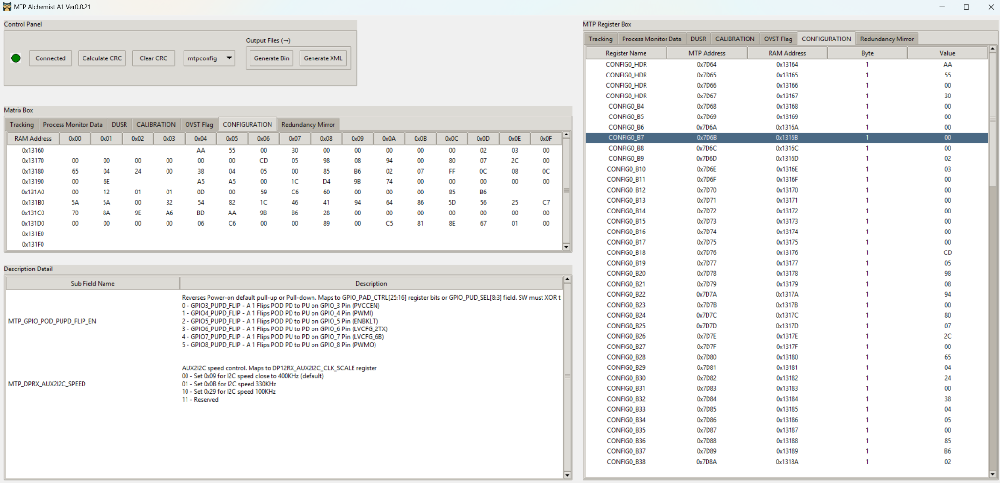 MTP Alchemist A1 Ver0.0.21
Control Panel
Connected Calculate CRC Clear CRC mtpconfig
Output Files (→)
Generate Bin Generate XML
Matrix Box
Tracking Process Monitor Data DUSR CALIBRATION OVST Flag CONFIGURATION Redundancy Mirror
RAM Address 0x00 0x01 0x02 0x03 0x04 0x05 0x06 0x07 0x08 0x09 0x0A 0x0B 0x0C 0x0D 0x0E 0x0F
0x13160 AA 55 00 30 00 00 00 00 00 02 03 00
0x13170 00 00 00 00 00 00 CD 05 98 08 94 00 80 07 2C 00
0x13180 65 04 24 00 38 04 05 00 85 B6 02 07 FF 0C 08 0C
0x13190 00 6E A5 A5 00 1C D4 9B 74 00 00 00 00 00
0x131A0 00 12 01 01 0D 00 59 C6 60 00 00 00 85 B6
0x131B0 5A 5A 00 32 54 82 1C 46 41 94 64 86 5D 56 25 C7
0x131C0 70 8A 9E A6 BD AA 9B B6 28 00 00 00 00 00 00 00
0x131D0 00 00 00 00 06 C6 00 00 89 00 C5 81 8E 67 01 00
0x131E0
0x131F0
Description Detail
Sub Field Name Description
MTP_GPIO_POD_PUPD_FLIP_EN
Reverses Power-on default pull-up or Pull-down. Maps to GPIO_PAD_CTRL[25:16] register bits or GPIO_PUD_SEL[8:3] field. SW must XOR t
0 - GPIO3_PUPD_FLIP - A 1 Flips POD PD to PU on GPIO_3 Pin (PVCCEN)
1 - GPIO4_PUPD_FLIP - A 1 Flips POD PD to PU on GPIO_4 Pin (PWMI)
2 - GPIO5_PUPD_FLIP - A 1 Flips POD PD to PU on GPIO_5 Pin (ENBKLT)
3 - GPIO6_PUPD_FLIP - A 1 Flips POD PU to PD on GPIO_6 Pin (LVCFG_2TX)
4 - GPIO7_PUPD_FLIP - A 1 Flips POD PU to PD on GPIO_7 Pin (LVCFG_6B)
5 - GPIO8_PUPD_FLIP - A 1 Flips POD PD to PU on GPIO_8 Pin (PWMO)
MTP_DPRX_AUX2I2C_SPEED
AUX2I2C speed control. Maps to DP12RX_AUX2I2C_CLK_SCALE register
00 - Set 0x09 for I2C speed close to 400KHz (default)
01 - Set 0x0B for I2C speed 330KHz
10 - Set 0x29 for I2C speed 100KHz
11 - Reserved
MTP Register Box
Tracking Process Monitor Data DUSR CALIBRATION OVST Flag CONFIGURATION Redundancy Mirror
Register Name MTP Address RAM Address Byte Value
CONFIG0_HDR 0x7D64 0x13164 1 AA
CONFIG0_HDR 0x7D65 0x13165 1 55
CONFIG0_HDR 0x7D66 0x13166 1 00
CONFIG0_HDR 0x7D67 0x13167 1 30
CONFIG0_B4 0x7D68 0x13168 1 00
CONFIG0_B5 0x7D69 0x13169 1 00
CONFIG0_B6 0x7D6A 0x1316A 1 00
CONFIG0_B7 0x7D6B 0x1316B 1 00
CONFIG0_B8 0x7D6C 0x1316C 1 00
CONFIG0_B9 0x7D6D 0x1316D 1 02
CONFIG0_B10 0x7D6E 0x1316E 1 03
CONFIG0_B11 0x7D6F 0x1316F 1 00
CONFIG0_B12 0x7D70 0x13170 1 00
CONFIG0_B13 0x7D71 0x13171 1 00
CONFIG0_B14 0x7D72 0x13172 1 00
CONFIG0_B15 0x7D73 0x13173 1 00
CONFIG0_B16 0x7D74 0x13174 1 00
CONFIG0_B17 0x7D75 0x13175 1 00
CONFIG0_B18 0x7D76 0x13176 1 CD
CONFIG0_B19 0x7D77 0x13177 1 05
CONFIG0_B20 0x7D78 0x13178 1 98
CONFIG0_B21 0x7D79 0x13179 1 08
CONFIG0_B22 0x7D7A 0x1317A 1 94
CONFIG0_B23 0x7D7B 0x1317B 1 00
CONFIG0_B24 0x7D7C 0x1317C 1 80
CONFIG0_B25 0x7D7D 0x1317D 1 07
CONFIG0_B26 0x7D7E 0x1317E 1 2C
CONFIG0_B27 0x7D7F 0x1317F 1 00
CONFIG0_B28 0x7D80 0x13180 1 65
CONFIG0_B29 0x7D81 0x13181 1 04
CONFIG0_B30 0x7D82 0x13182 1 24
CONFIG0_B31 0x7D83 0x13183 1 00
CONFIG0_B32 0x7D84 0x13184 1 38
CONFIG0_B33 0x7D85 0x13185 1 04
CONFIG0_B34 0x7D86 0x13186 1 05
CONFIG0_B35 0x7D87 0x13187 1 00
CONFIG0_B36 0x7D88 0x13188 1 85
CONFIG0_B37 0x7D89 0x13189 1 B6
CONFIG0_B38 0x7D8A 0x1318A 1 02